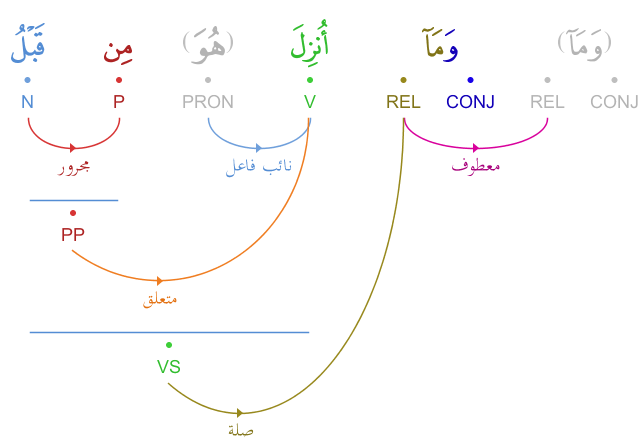 (وَمَآ) وَمَآ أُنزِلَ (هُوَ) مِن قَبْلُ
N P PRON V REL CONJ REL CONJ
مجرور نائب فاعل معطوف
PP
متعلق
VS
صلة